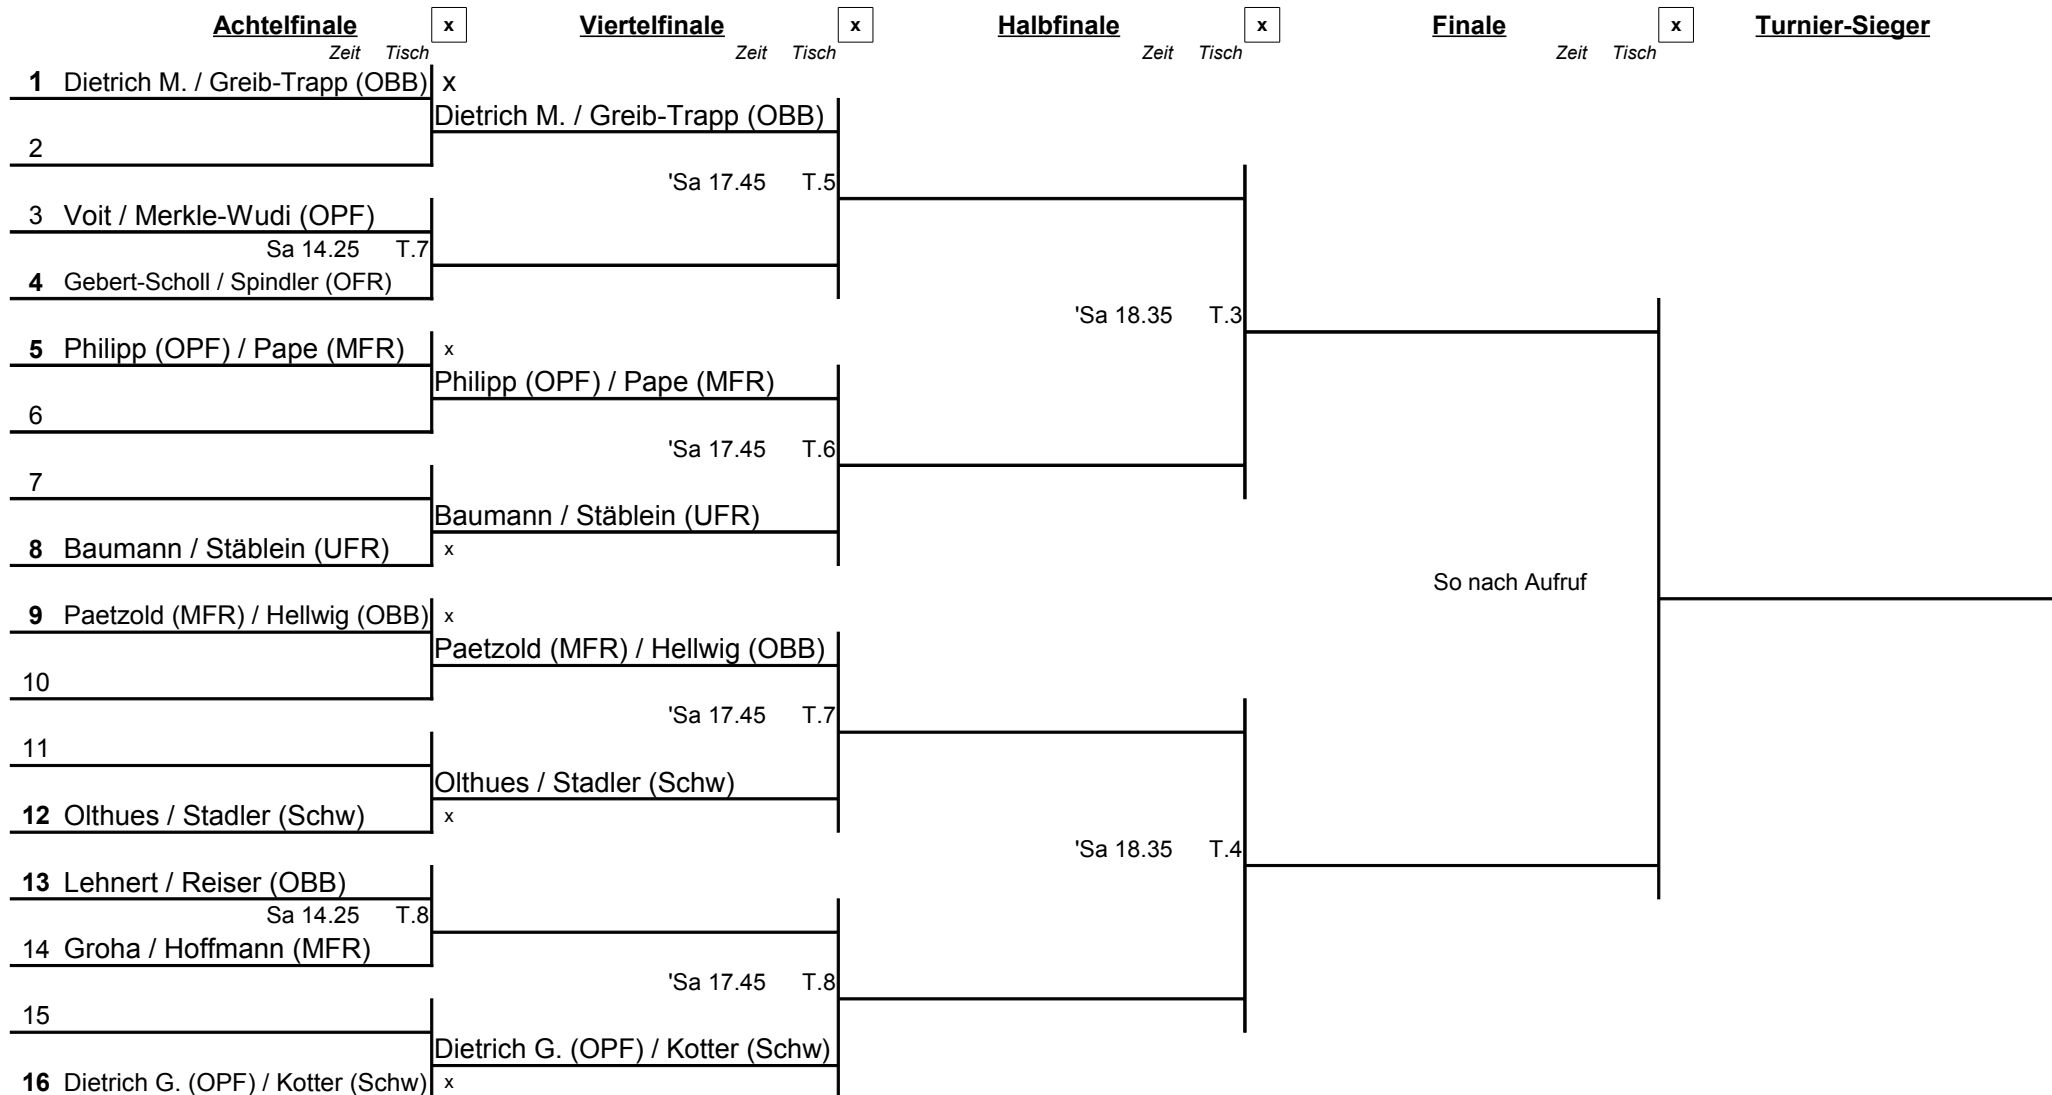 Achtelfinale x Viertelfinale x Halbfinale x Finale x Turnier-Sieger
Zeit Tisch Zeit Tisch Zeit Tisch Zeit Tisch
1 Dietrich M. / Greib-Trapp (OBB) x
Dietrich M. / Greib-Trapp (OBB)
2
'Sa 17.45 T.5
3 Voit / Merkle-Wudi (OPF)
Sa 14.25 T.7
4 Gebert-Scholl / Spindler (OFR)
'Sa 18.35 T.3
5 Philipp (OPF) / Pape (MFR) x
Philipp (OPF) / Pape (MFR)
6
'Sa 17.45 T.6
7
Baumann / Stäblein (UFR)
8 Baumann / Stäblein (UFR) x
So nach Aufruf
9 Paetzold (MFR) / Hellwig (OBB) x
Paetzold (MFR) / Hellwig (OBB)
10
'Sa 17.45 T.7
11
Olthues / Stadler (Schw)
12 Olthues / Stadler (Schw) x
'Sa 18.35 T.4
13 Lehnert / Reiser (OBB)
Sa 14.25 T.8
14 Groha / Hoffmann (MFR)
'Sa 17.45 T.8
15
Dietrich G. (OPF) / Kotter (Schw)
16 Dietrich G. (OPF) / Kotter (Schw) x